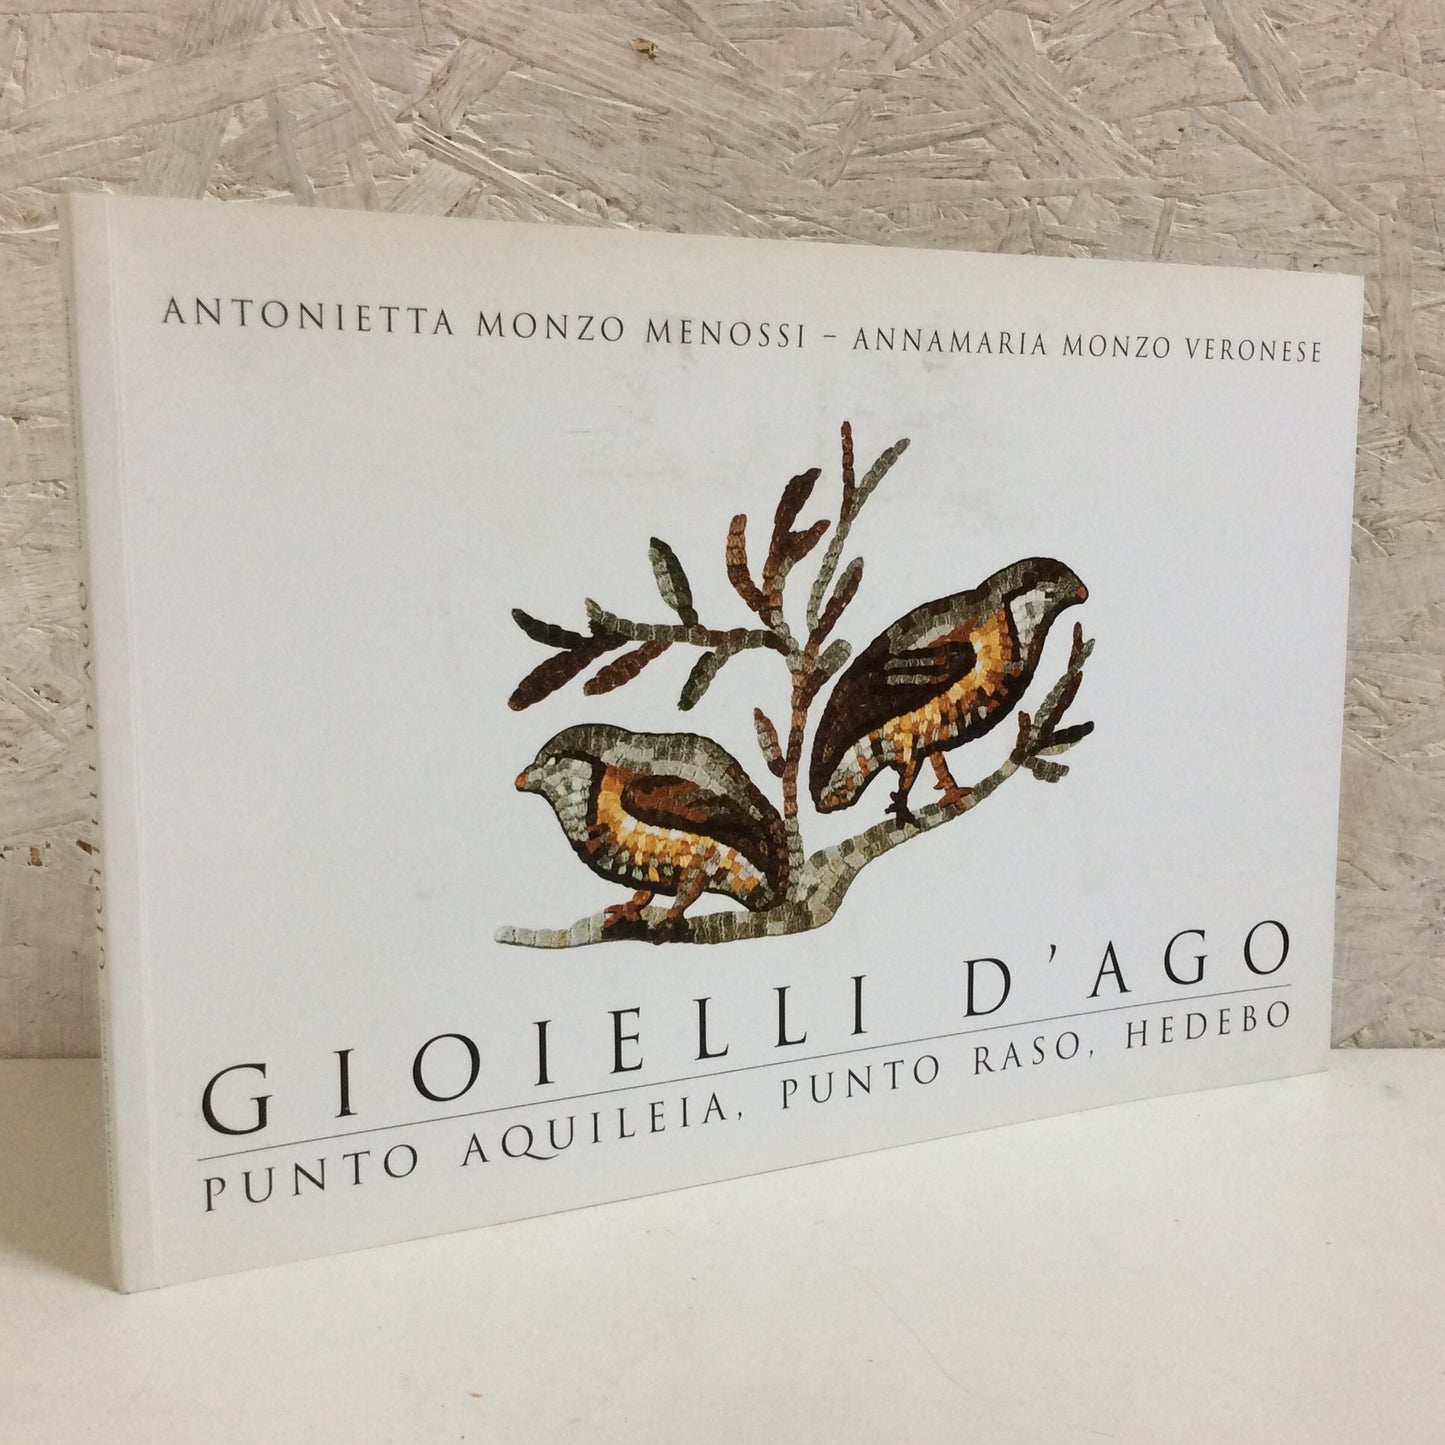 ANTONIETTA MONZO MENOSSI – ANNAMARIA MONZO VERONESE
GIOIELLI D'AGO
PUNTO AQUILEIA, PUNTO RASO, HEDEBO